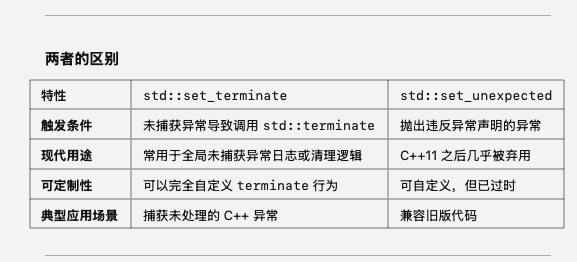 两者的区别
特性 std::set_terminate std::set_unexpected
触发条件 未捕获异常导致调用 std::terminate 抛出违反异常声明的异常
现代用途 常用于全局未捕获异常日志或清理逻辑 C++11 之后几乎被弃用
可定制性 可以完全自定义 terminate 行为 可自定义，但已过时
典型应用场景 捕获未处理的 C++ 异常 兼容旧版代码